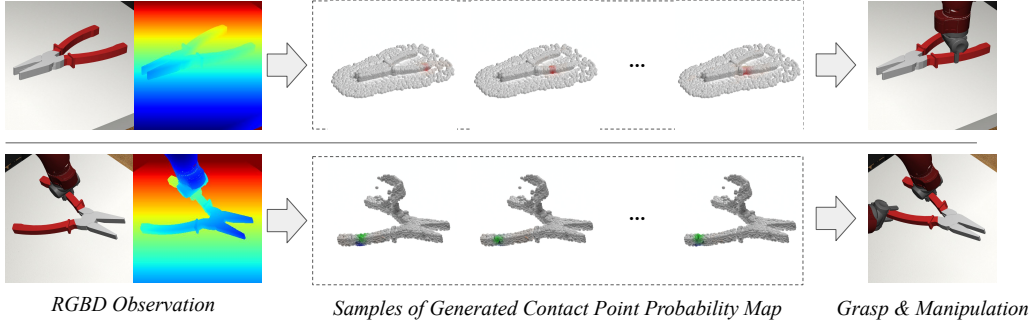 ...
...
RGBD Observation
Samples of Generated Contact Point Probability Map
Grasp & Manipulation